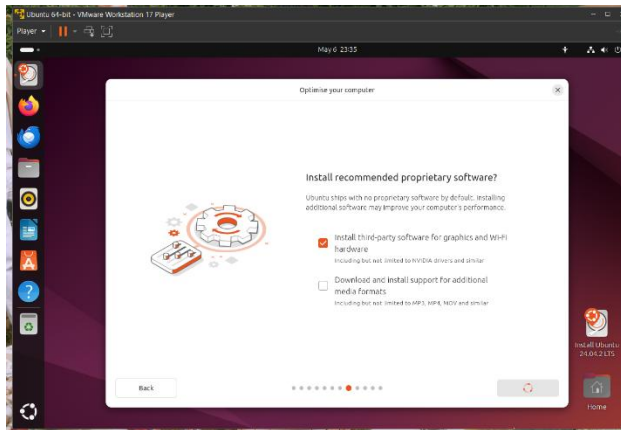 Ubuntu 64-bit - VMware Workstation 17 Player
Player
May 6 23:35
Optimise your computer
Install recommended proprietary software?
Ubuntu ships with no proprietary software by default. Installing
additional software may improve your computer's performance.
Install third-party software for graphics and Wi-Fi
hardware
Including but not limited to NVIDIA drivers and similar
Download and install support for additional
media formats
Including but not limited to MP3, MP4, MOV and similar
Install Ubuntu
24.04.2 LTS
Back
Home